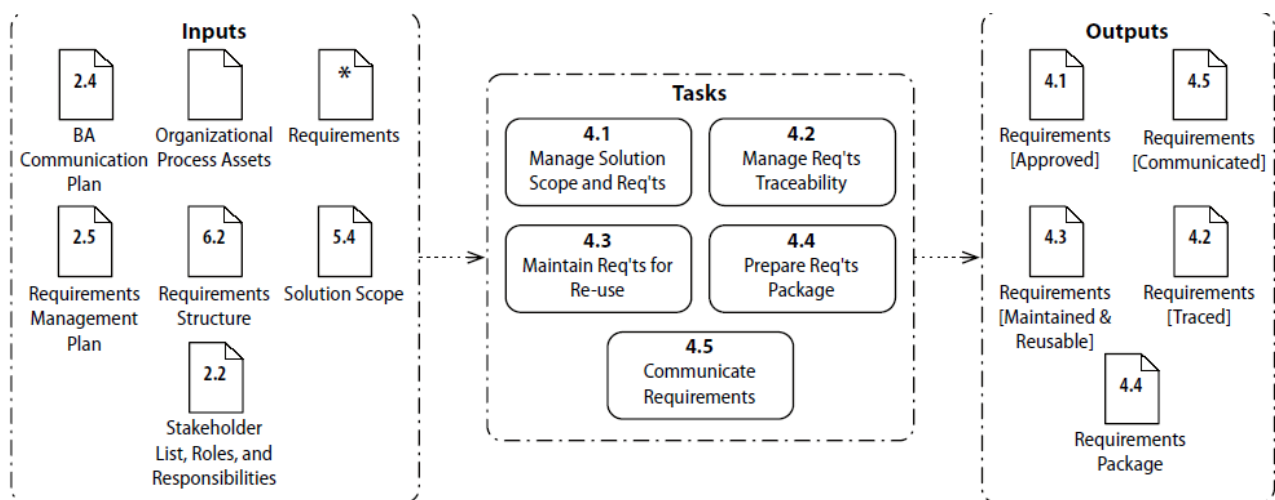 Inputs
2.4
BA
Communication
Plan
Organizational
Process Assets
*
Requirements
2.5
Requirements
Management
Plan
6.2
Requirements
Structure
5.4
Solution Scope
2.2
Stakeholder
List, Roles, and
Responsibilities
Tasks
4.1
Manage Solution
Scope and Req'ts
4.2
Manage Req'ts
Traceability
4.3
Maintain Req'ts for
Re-use
4.4
Prepare Req'ts
Package
4.5
Communicate
Requirements
Outputs
4.1
Requirements
[Approved]
4.5
Requirements
[Communicated]
4.3
Requirements
[Maintained &
Reusable]
4.2
Requirements
[Traced]
4.4
Requirements
Package